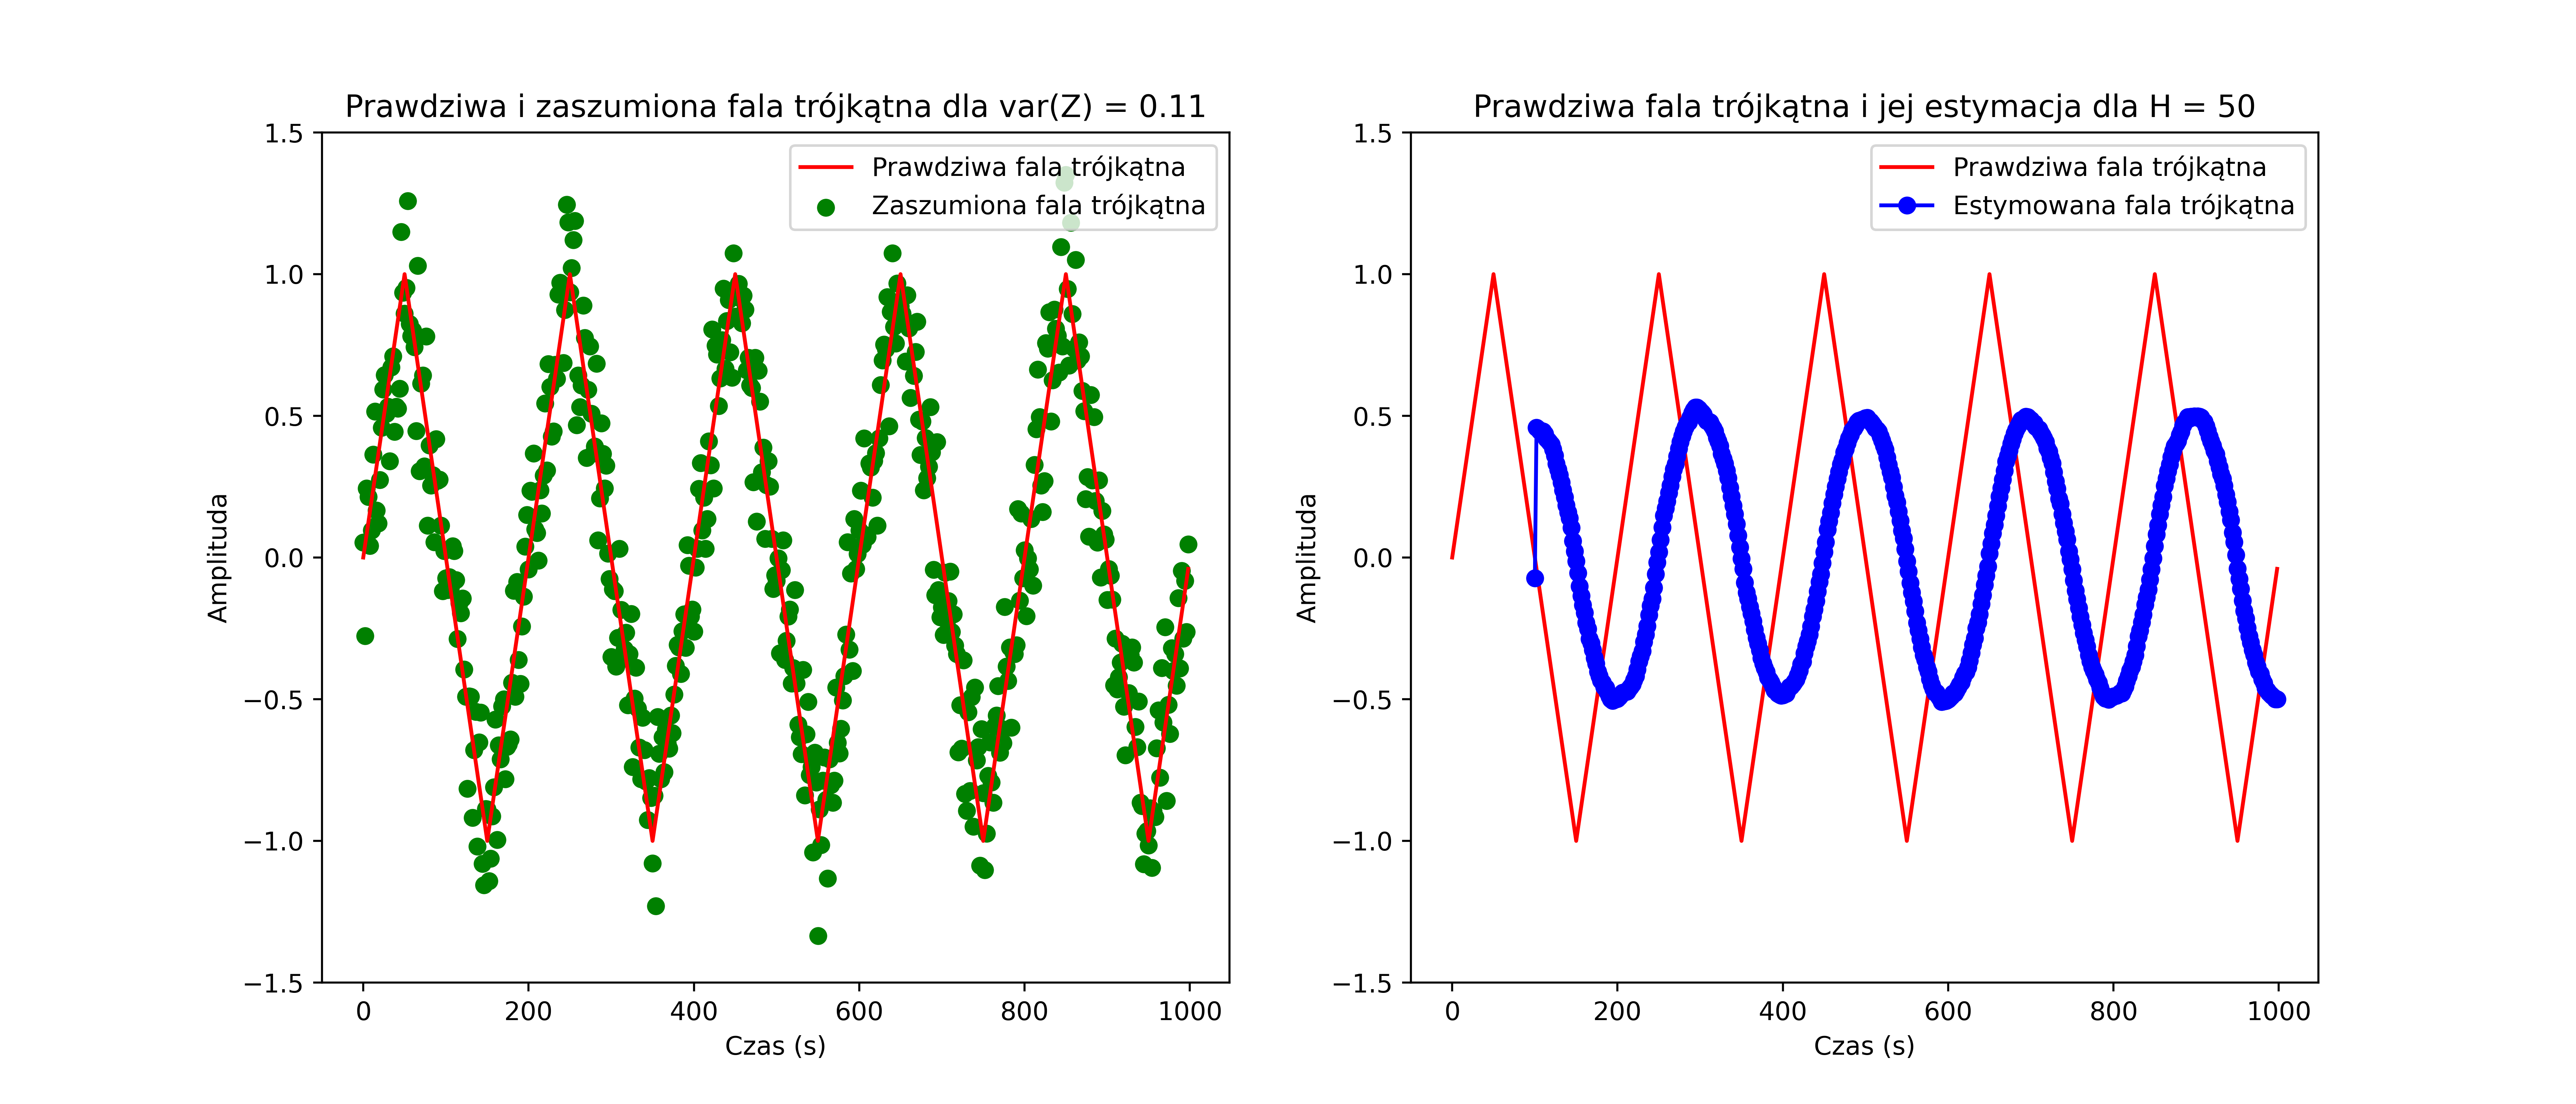 Prawdziwa i zaszumiona fala trójkątna dla var(Z) = 0.11
Prawdziwa fala trójkątna
Zaszumiona fala trójkątna
1.5
1.0
0.5
0.0
−0.5
−1.0
−1.5
Amplituda
0 200 400 600 800 1000
Czas (s)
Prawdziwa fala trójkątna i jej estymacja dla H = 50
Prawdziwa fala trójkątna
Estymowana fala trójkątna
1.5
1.0
0.5
0.0
−0.5
−1.0
−1.5
Amplituda
0 200 400 600 800 1000
Czas (s)